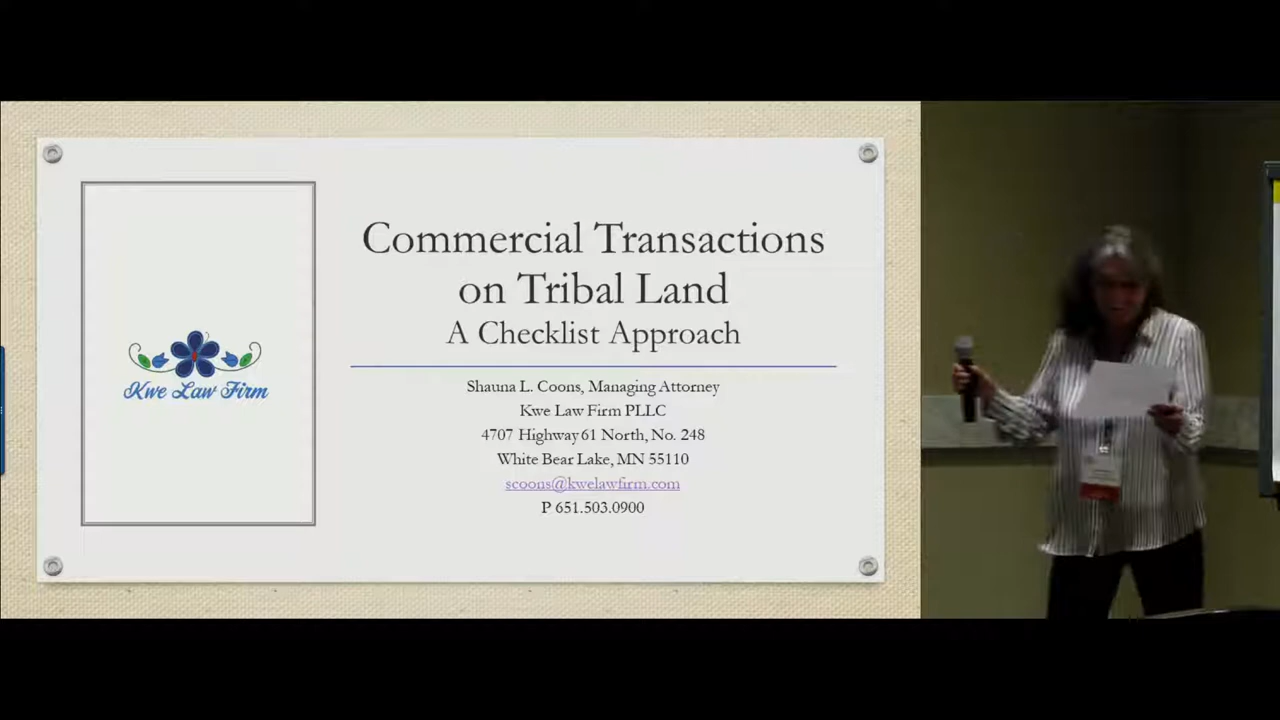 Kwe Law Firm
Commercial Transactions
on Tribal Land
A Checklist Approach
Shauna L. Coons, Managing Attorney
Kwe Law Firm PLLC
4707 Highway 61 North, No. 248
White Bear Lake, MN 55110
scoons@kwelawfirm.com
P 651.503.0900